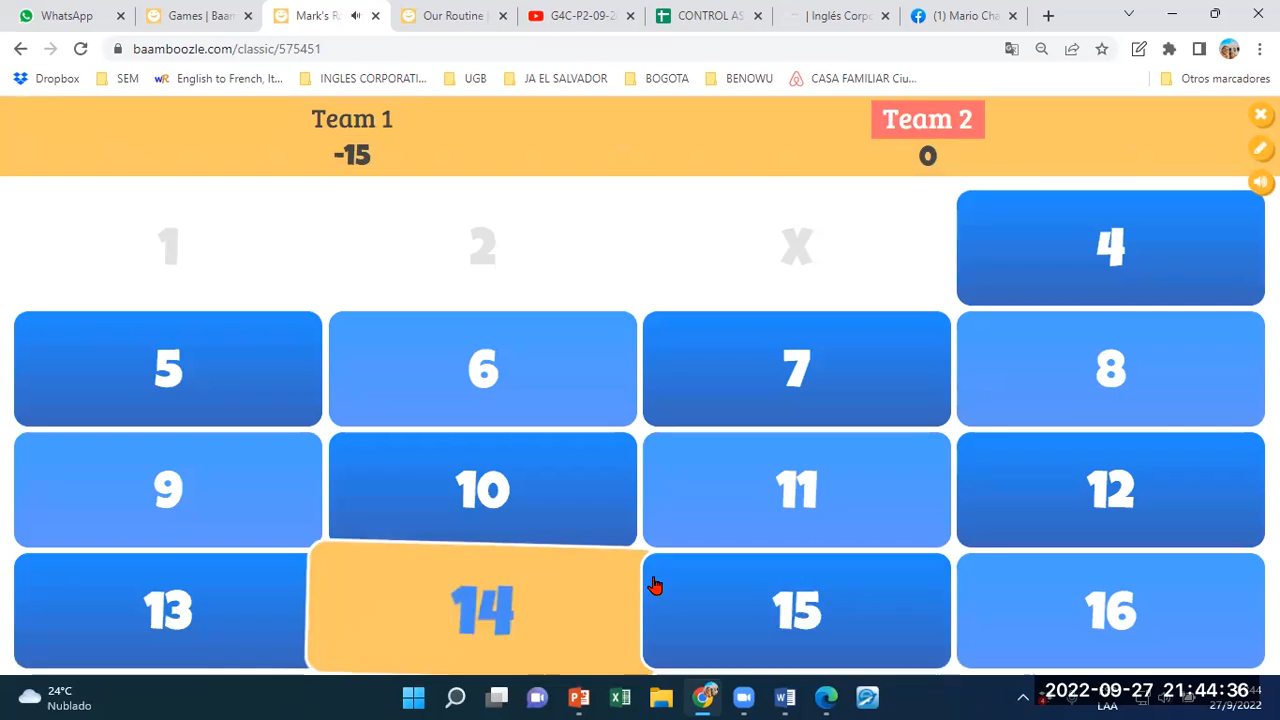 WhatsApp
Games | Baam
Mark's R
Our Routine
G4C-P2-09-2
CONTROL AS
Inglés Corpo
(1) Mario Cha
baamboozle.com/classic/575451
Dropbox
SEM
English to French, It...
INGLES CORPORATI...
UGB
JA EL SALVADOR
BOGOTA
BENOWU
CASA FAMILIAR Ciu...
Otros marcadores
Team 1
Team 2
-15
0
1
2
X
4
5
6
7
8
9
10
11
12
13
14
15
16
24°C
Nublado
2022-09-27 21:44:36
LAA
27/9/2022